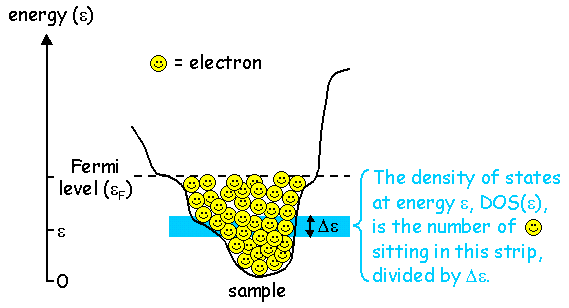 energy (ε)
= electron
Fermi
level (εF)
The density of states
at energy ε, DOS(ε),
is the number of
sitting in this strip,
divided by Δε.
Δε
ε
0
sample